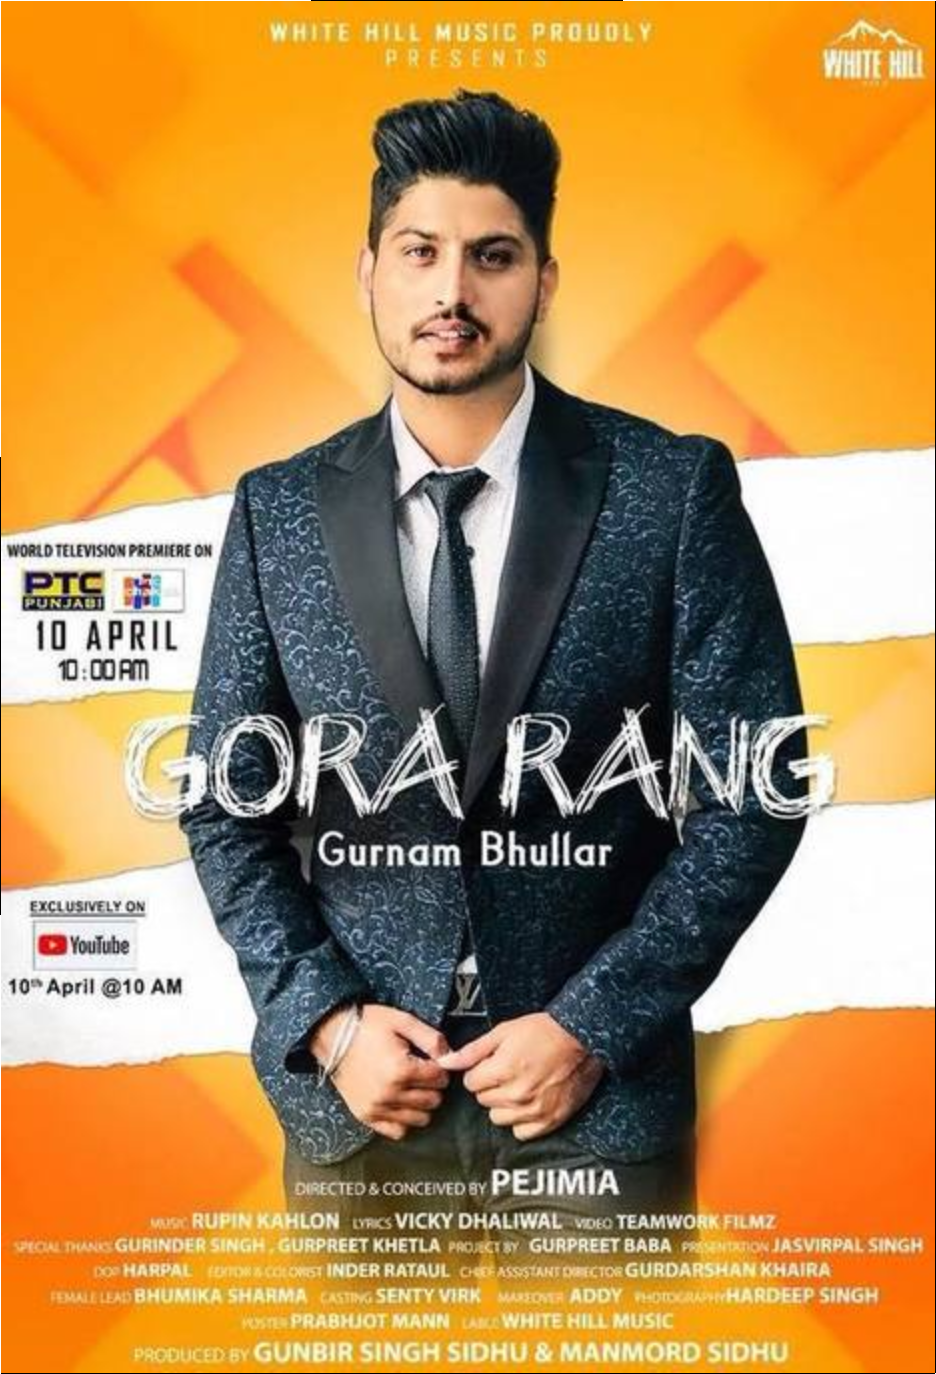 WHITE HILL MUSIC PROUDLY
PRESENTS
WHITE HILL
WORLD TELEVISION PREMIERE ON
PTC
PUNJABI
10 APRIL
10:00 AM
GORA RANG
Gurnam Bhullar
EXCLUSIVELY ON
YouTube
10th April @10 AM
DIRECTED & CONCEIVED BY PEJIMIA
MUSIC RUPIN KAHLON LYRICS VICKY DHALIWAL VIDEO TEAMWORK FILMZ
SPECIAL THANKS GURINDER SINGH , GURPREET KHETLA PROJECT BY GURPREET BABA PRESENTATION JASVIRPAL SINGH
DOP HARPAL EDITOR & COLORIST INDER RATAUL CHIEF ASSISTANT DIRECTOR GURDARSHAN KHAIRA
FEMALE LEAD BHUMIKA SHARMA CASTING SENTY VIRK MAKEOVER ADDY PHOTOGRAPHY HARDEEP SINGH
POSTER PRABHJOT MANN LABLE WHITE HILL MUSIC
PRODUCED BY GUNBIR SINGH SIDHU & MANMORD SIDHU